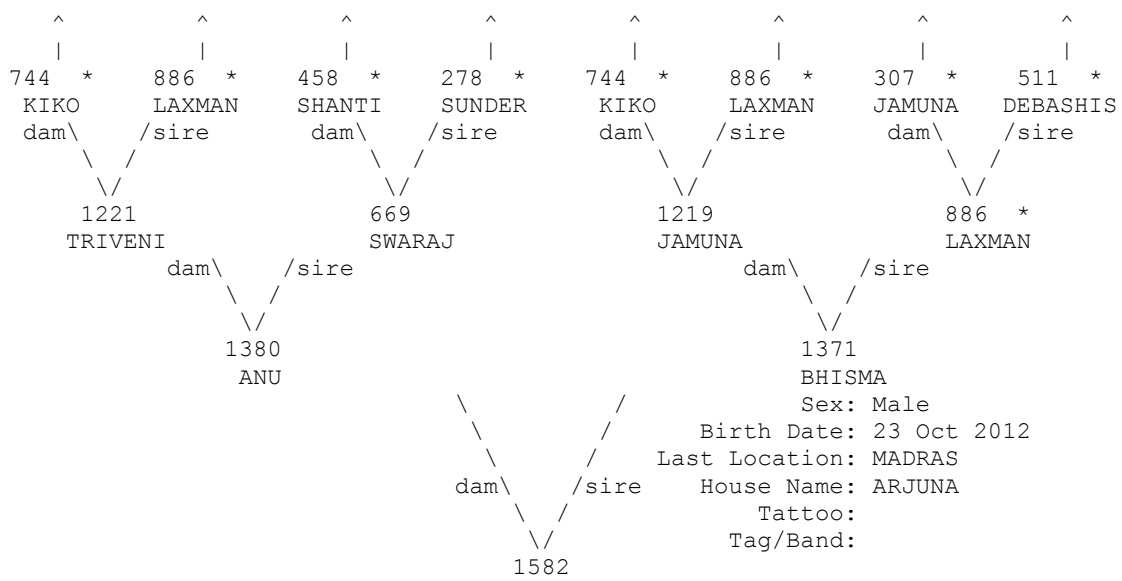 ^ ^ ^ ^ ^ ^ ^ ^
| | | | | | | |
744 * 886 * 458 * 278 * 744 * 886 * 307 * 511 *
KIKO LAXMAN SHANTI SUNDER KIKO LAXMAN JAMUNA DEBASHIS
dam\ /sire dam\ /sire dam\ /sire dam\ /sire
\ / \ / \ / \ /
\/ \/ \/ \/
1221 669 1219 886 *
TRIVENI SWARAJ JAMUNA LAXMAN
dam\ /sire dam\ /sire
\ / \ /
\/ \/
1380 1371
ANU BHISMA
\ / Sex: Male
\ / Birth Date: 23 Oct 2012
\ / Last Location: MADRAS
dam\ /sire House Name: ARJUNA
\ / Tattoo:
\/ Tag/Band:
1582